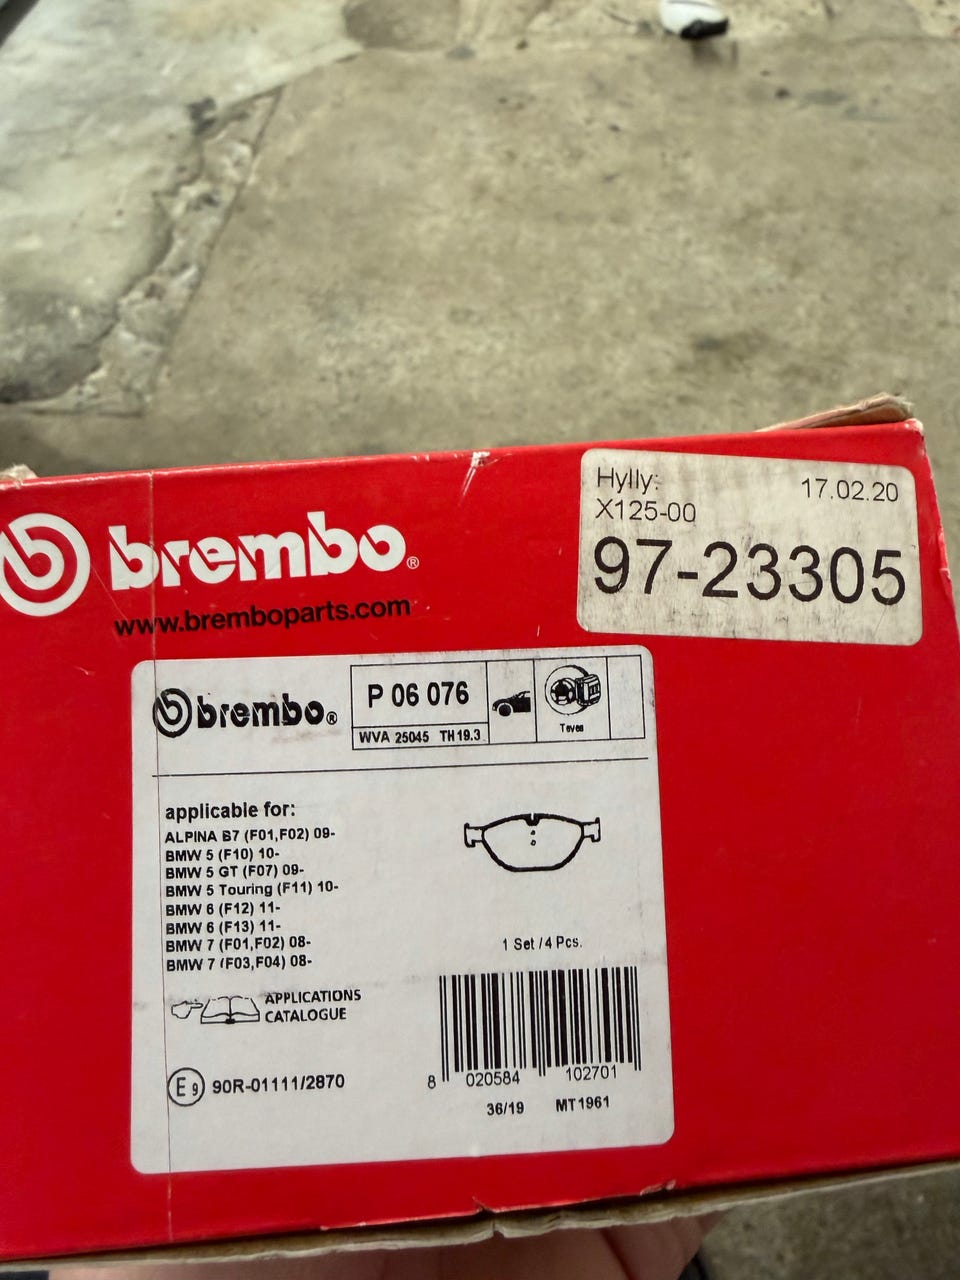 brembo®
www.bremboparts.com
Hylly: 17.02.20
X125-00
97-23305
brembo®
P 06 076
WVA 25045 TH 19.3
Teves
applicable for:
ALPINA B7 (F01,F02) 09-
BMW 5 (F10) 10-
BMW 5 GT (F07) 09-
BMW 5 Touring (F11) 10-
BMW 6 (F12) 11-
BMW 6 (F13) 11-
BMW 7 (F01,F02) 08-
BMW 7 (F03,F04) 08-
1 Set / 4 Pcs.
APPLICATIONS
CATALOGUE
E9 90R-01111/2870
8 020584 102701
36/19 MT1961